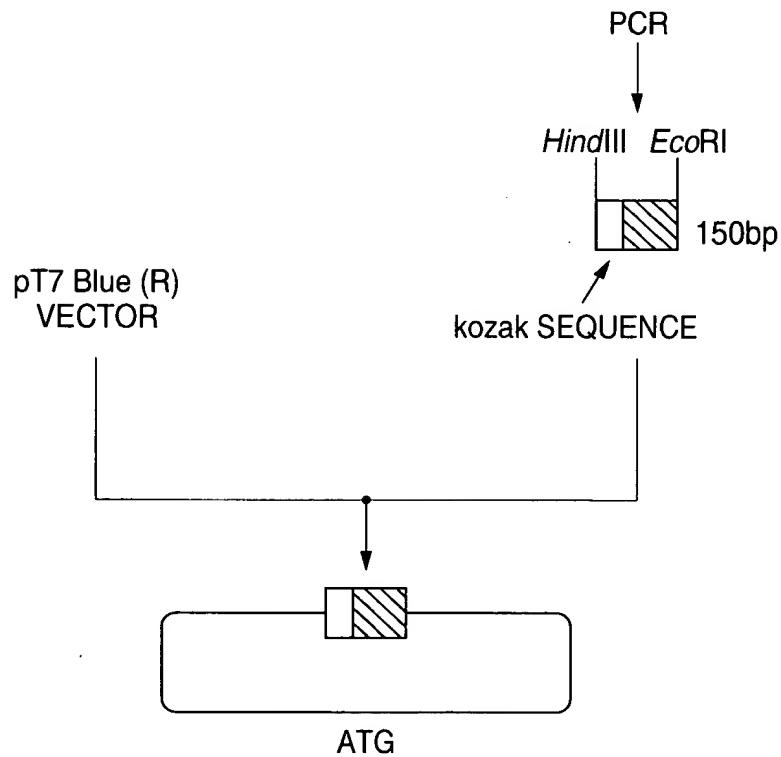 PCR
HindIII EcoRI
150bp
pT7 Blue (R)
VECTOR
kozak SEQUENCE
ATG